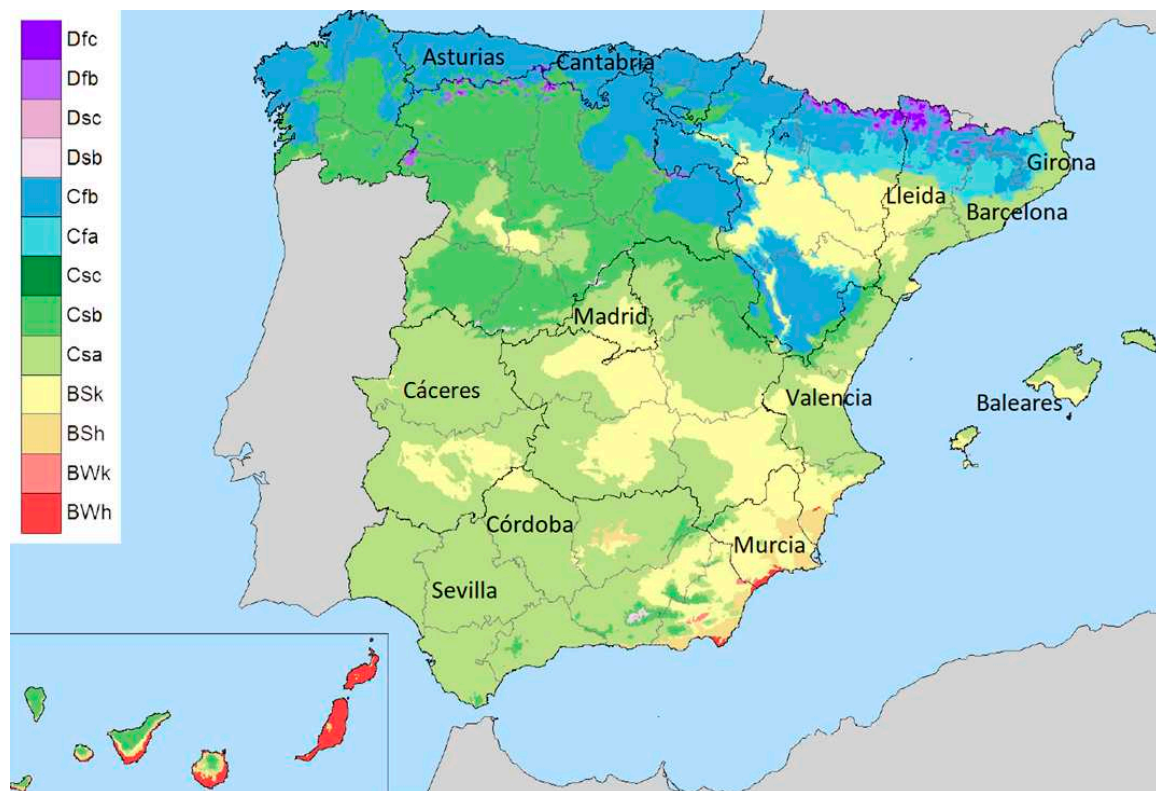 Dfc
Dfb
Dsc
Dsb
Cfb
Cfa
Csc
Csb
Csa
BSk
BSh
BWk
BWh
Asturias
Cantabria
Girona
Lleida
Barcelona
Madrid
Cáceres
Valencia
Baleares
Córdoba
Murcia
Sevilla